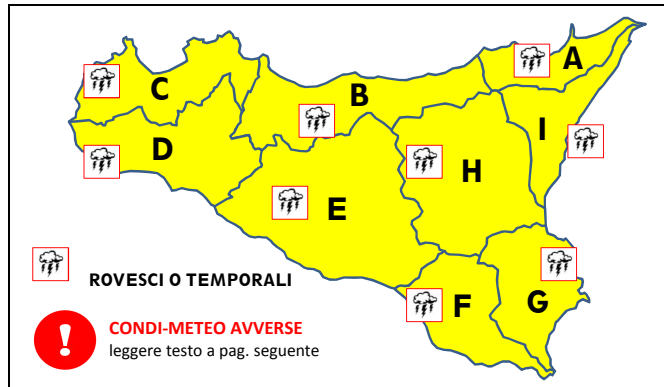 A
B
C
I
D
H
E
F
G
ROVESCI O TEMPORALI
!
CONDI-METEO AVVERSE
leggere testo a pag. seguente